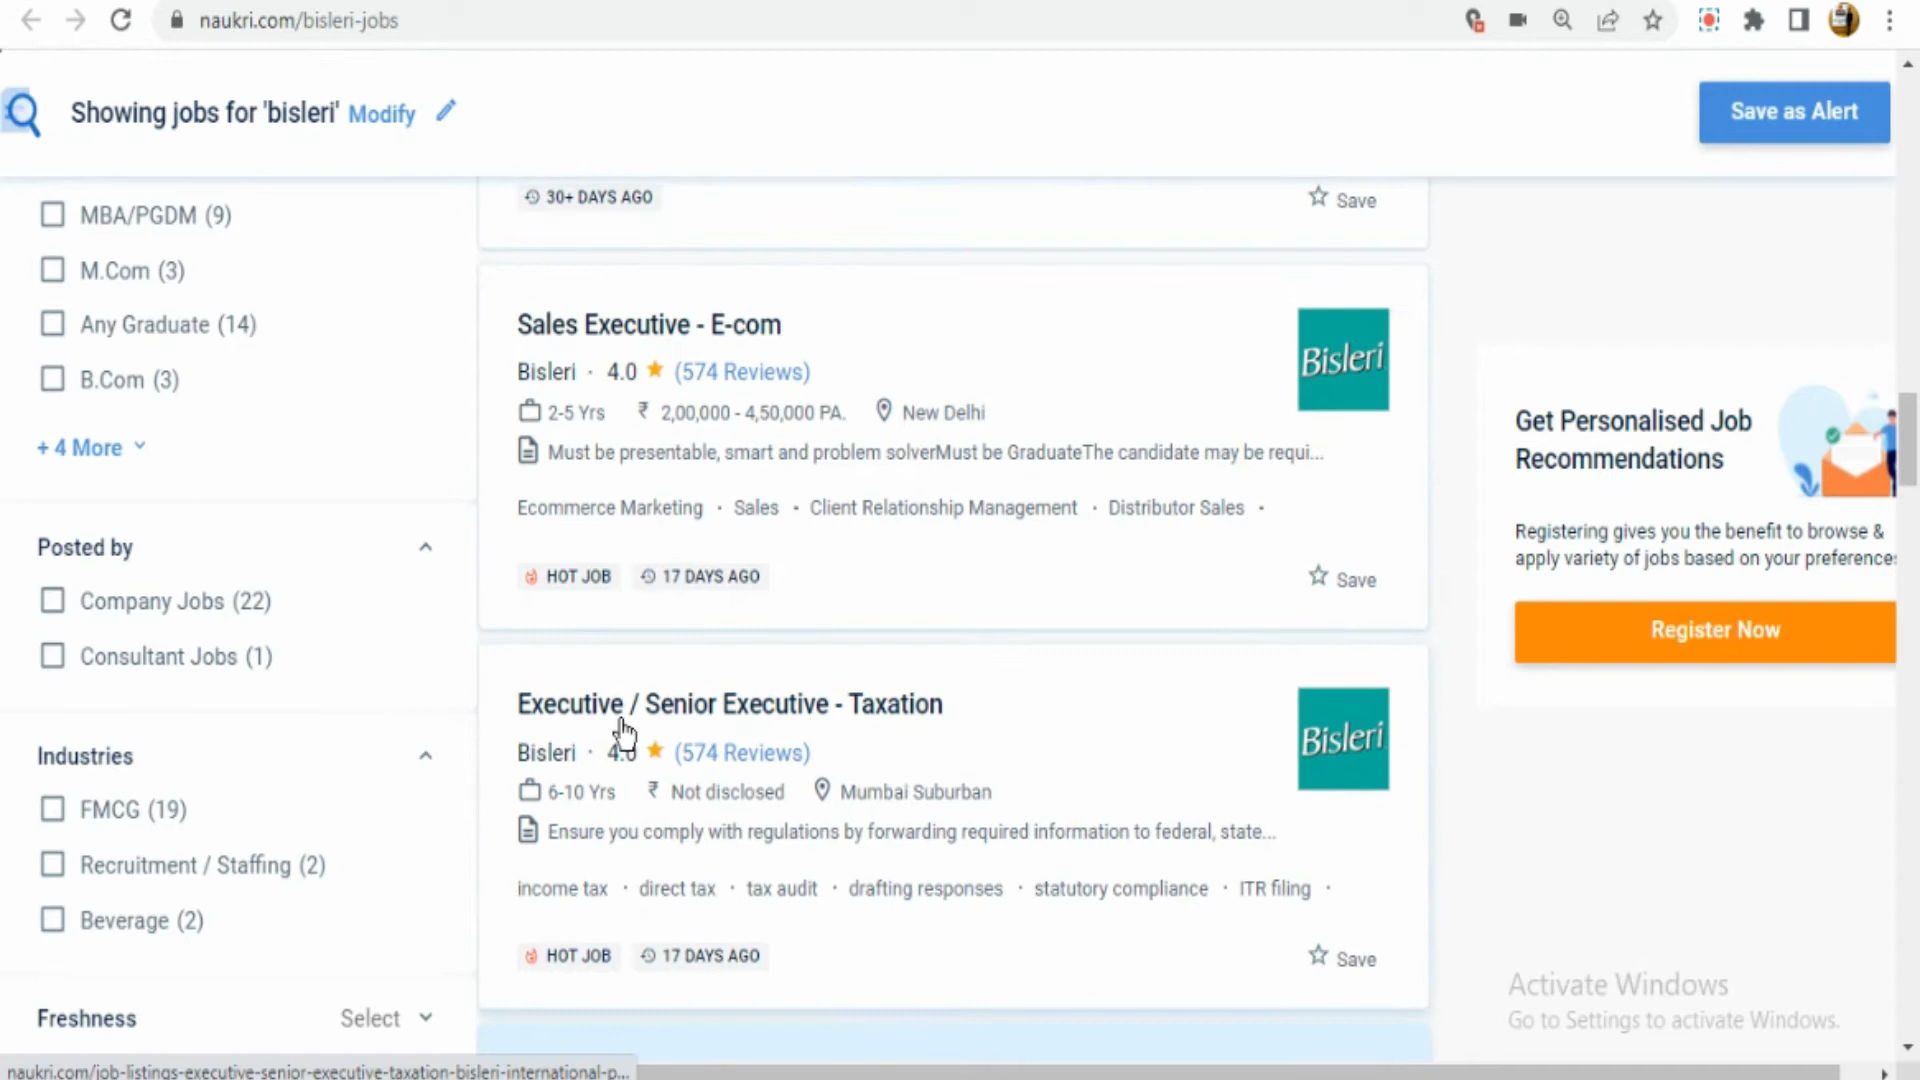 naukri.com/bisleri-jobs
Showing jobs for 'bisleri' Modify
Save as Alert
MBA/PGDM (9)
M.Com (3)
Any Graduate (14)
B.Com (3)
+ 4 More
Posted by
Company Jobs (22)
Consultant Jobs (1)
Industries
FMCG (19)
Recruitment / Staffing (2)
Beverage (2)
Freshness Select
30+ DAYS AGO Save
Sales Executive - E-com
Bisleri
Bisleri · 4.0 (574 Reviews)
2-5 Yrs ₹ 2,00,000 - 4,50,000 PA. New Delhi
Must be presentable, smart and problem solverMust be GraduateThe candidate may be requi...
Ecommerce Marketing · Sales · Client Relationship Management · Distributor Sales ·
HOT JOB 17 DAYS AGO Save
Executive / Senior Executive - Taxation
Bisleri
Bisleri · 4.0 (574 Reviews)
6-10 Yrs ₹ Not disclosed Mumbai Suburban
Ensure you comply with regulations by forwarding required information to federal, state...
income tax · direct tax · tax audit · drafting responses · statutory compliance · ITR filing ·
HOT JOB 17 DAYS AGO Save
Get Personalised Job
Recommendations
Registering gives you the benefit to browse &
apply variety of jobs based on your preferences
Register Now
Activate Windows
Go to Settings to activate Windows.
naukri.com/job-listings-executive-senior-executive-taxation-bisleri-international-p...